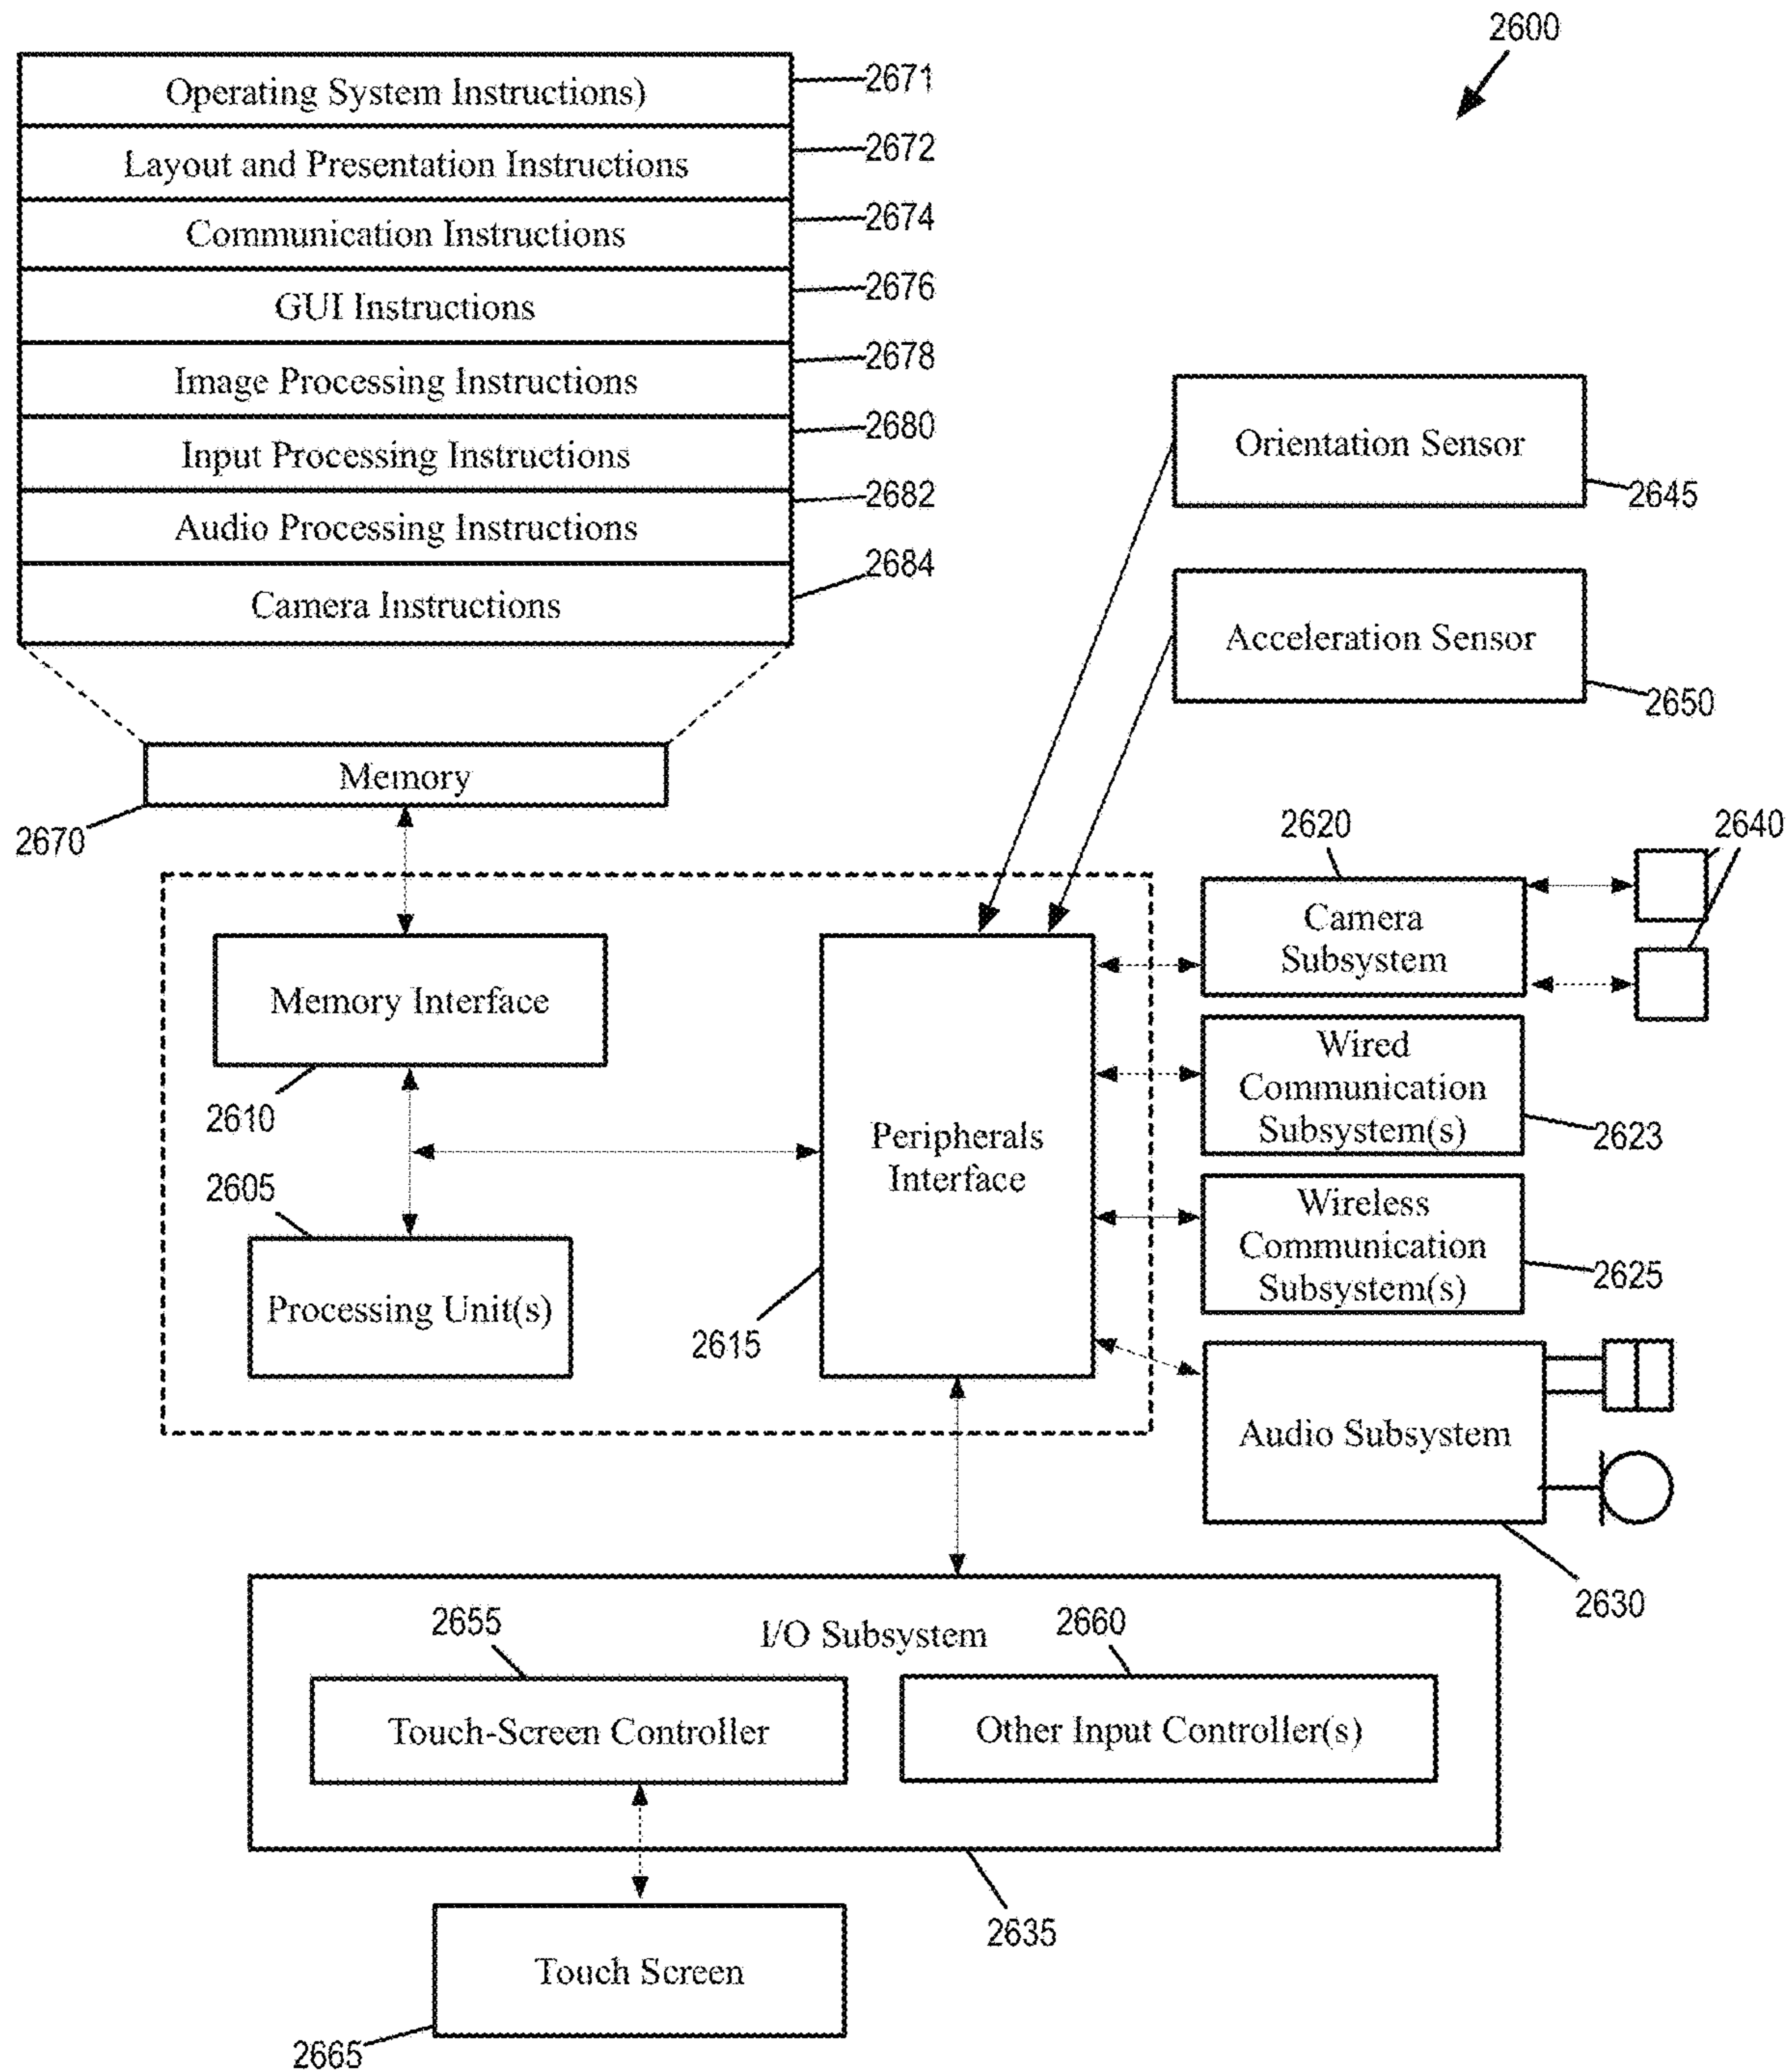 2600
Operating System Instructions)
2671
Layout and Presentation Instructions
2672
Communication Instructions
2674
GUI Instructions
2676
Image Processing Instructions
2678
Input Processing Instructions
2680
Audio Processing Instructions
2682
Camera Instructions
2684
Orientation Sensor
2645
Acceleration Sensor
2650
Memory
2670
2620
2640
Camera
Subsystem
Memory Interface
2610
Wired
Communication
Subsystem(s)
2623
Peripherals
Interface
2615
2605
Processing Unit(s)
Wireless
Communication
Subsystem(s)
2625
Audio Subsystem
2630
I/O Subsystem
2655
2660
Touch-Screen Controller
Other Input Controller(s)
2635
Touch Screen
2665